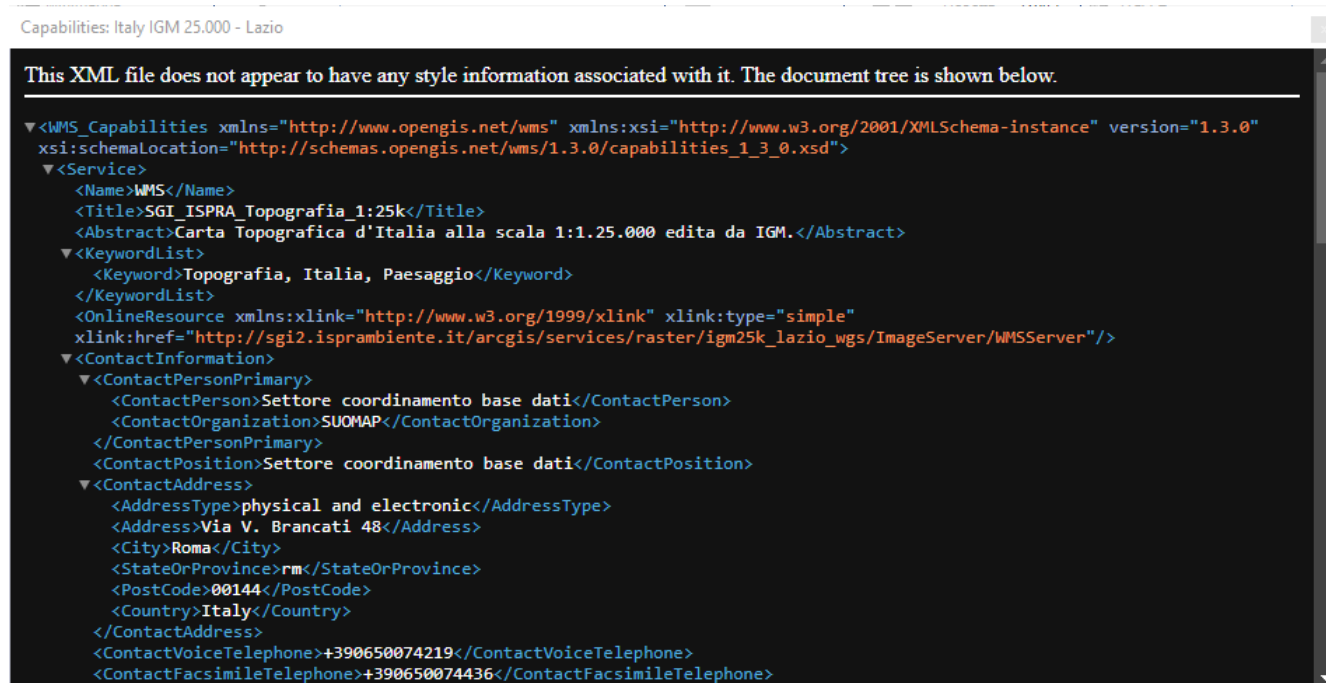 Capabilities: Italy IGM 25.000 - Lazio
This XML file does not appear to have any style information associated with it. The document tree is shown below.
▼<WMS_Capabilities xmlns="http://www.opengis.net/wms" xmlns:xsi="http://www.w3.org/2001/XMLSchema-instance" version="1.3.0"
xsi:schemaLocation="http://schemas.opengis.net/wms/1.3.0/capabilities_1_3_0.xsd">
▼<Service>
<Name>WMS</Name>
<Title>SGI_ISPRA_Topografia_1:25k</Title>
<Abstract>Carta Topografica d'Italia alla scala 1:1.25.000 edita da IGM.</Abstract>
▼<KeywordList>
<Keyword>Topografia, Italia, Paesaggio</Keyword>
</KeywordList>
<OnlineResource xmlns:xlink="http://www.w3.org/1999/xlink" xlink:type="simple"
xlink:href="http://sgi2.isprambiente.it/arcgis/services/raster/igm25k_lazio_wgs/ImageServer/WMSServer"/>
▼<ContactInformation>
▼<ContactPersonPrimary>
<ContactPerson>Settore coordinamento base dati</ContactPerson>
<ContactOrganization>SUOMAP</ContactOrganization>
</ContactPersonPrimary>
<ContactPosition>Settore coordinamento base dati</ContactPosition>
▼<ContactAddress>
<AddressType>physical and electronic</AddressType>
<Address>Via V. Brancati 48</Address>
<City>Roma</City>
<StateOrProvince>rm</StateOrProvince>
<PostCode>00144</PostCode>
<Country>Italy</Country>
</ContactAddress>
<ContactVoiceTelephone>+390650074219</ContactVoiceTelephone>
<ContactFacsimileTelephone>+390650074436</ContactFacsimileTelephone>